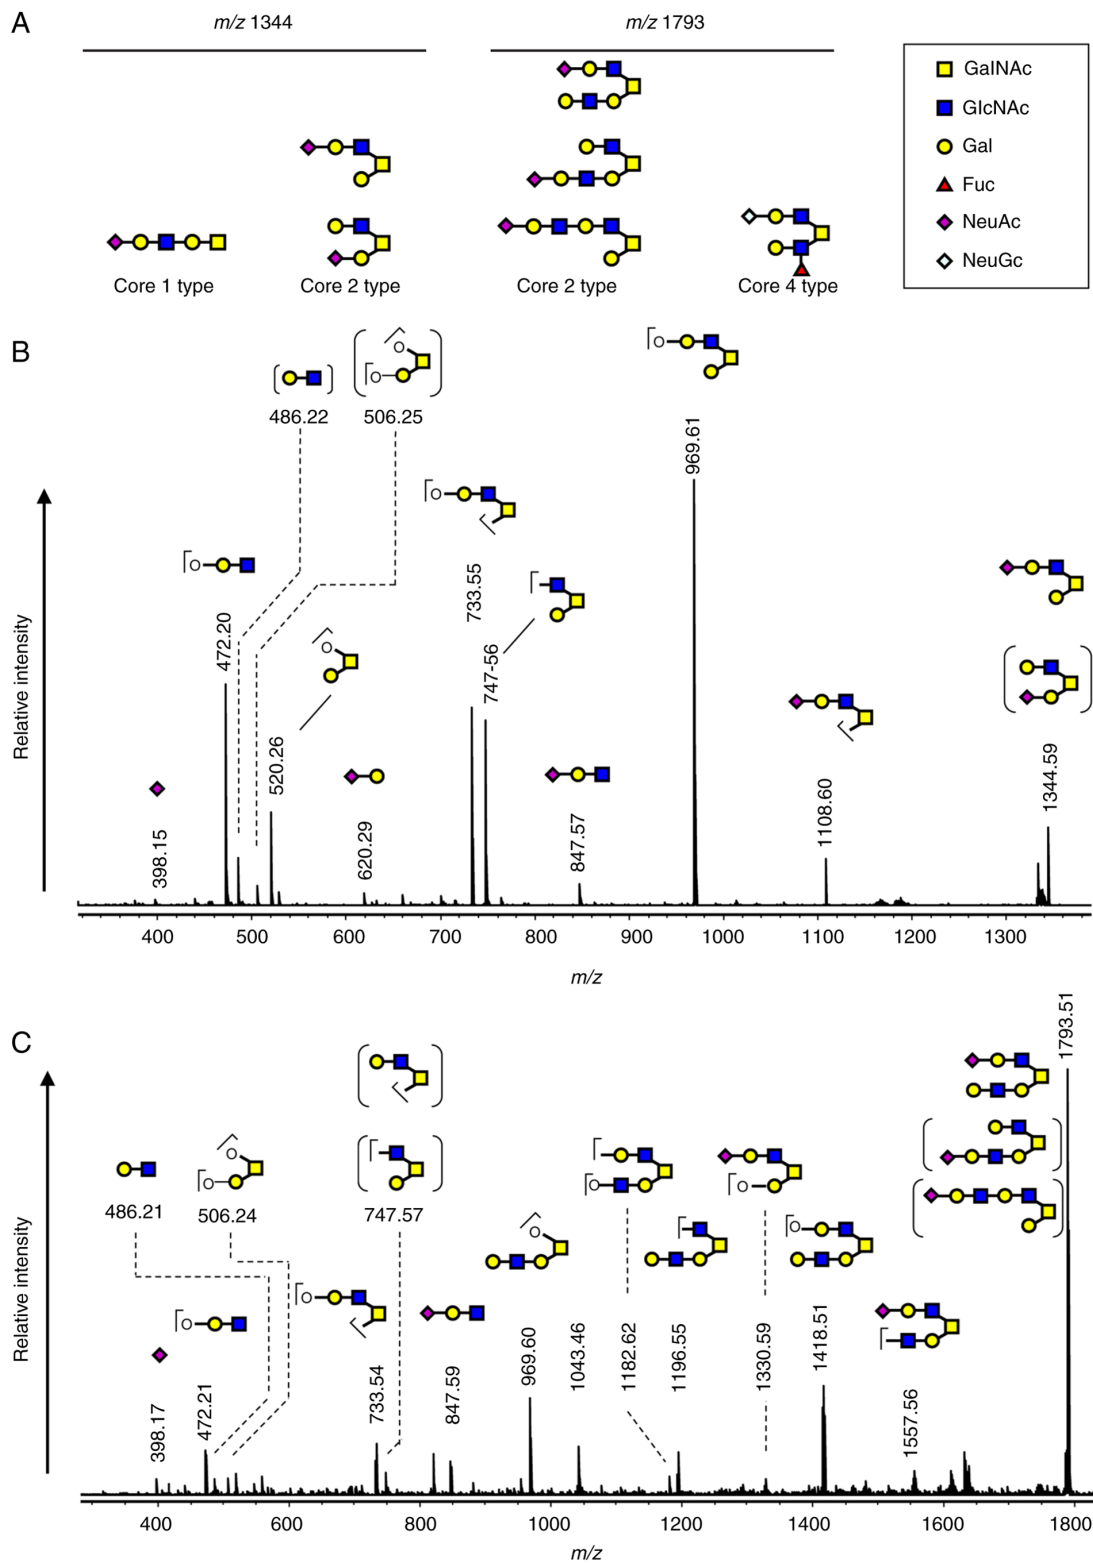 A
m/z 1344
m/z 1793
GalNAc
GlcNAc
Gal
Fuc
NeuAc
NeuGc
Core 1 type
Core 2 type
Core 2 type
Core 4 type
B
486.22
506.25
969.61
733.55
472.20
747-56
520.26
398.15
620.29
847.57
1108.60
1344.59
Relative intensity
400
500
600
700
800
900
1000
1100
1200
1300
m/z
C
1793.51
486.21
506.24
747.57
398.17
472.21
733.54
847.59
969.60
1043.46
1182.62
1196.55
1330.59
1418.51
1557.56
Relative intensity
400
600
800
1000
1200
1400
1600
1800
m/z